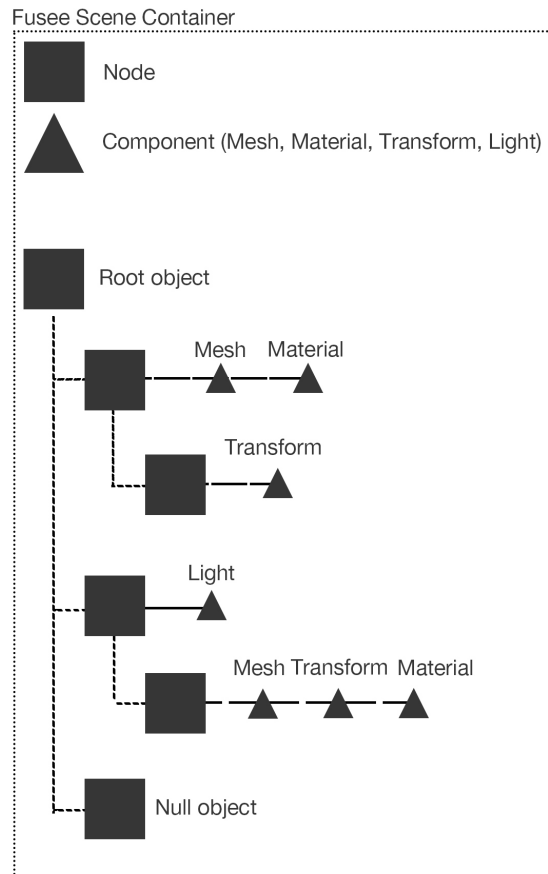 Fusee Scene Container
Node
Component (Mesh, Material, Transform, Light)
Root object
Mesh Material
Transform
Light
Mesh Transform Material
Null object